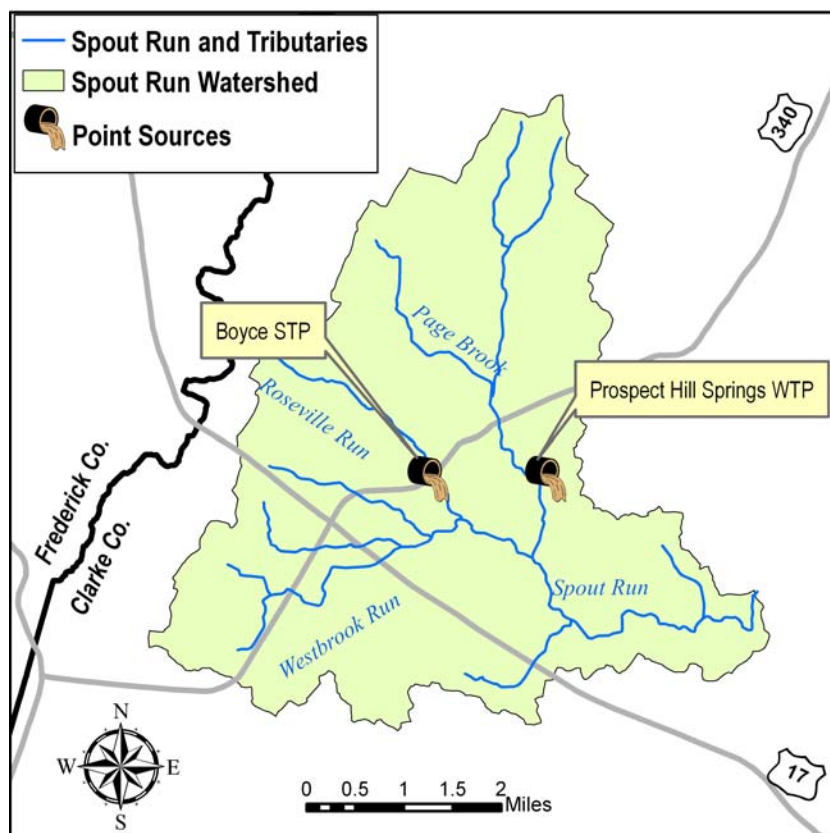 Spout Run and Tributaries
Spout Run Watershed
Point Sources
340
Boyce STP
Page Brook
Prospect Hill Springs WTP
Roseville Run
Frederick Co.
Clarke Co.
Spout Run
Westbrook Run
N
W E
S
0 0.5 1 1.5 2
Miles
17